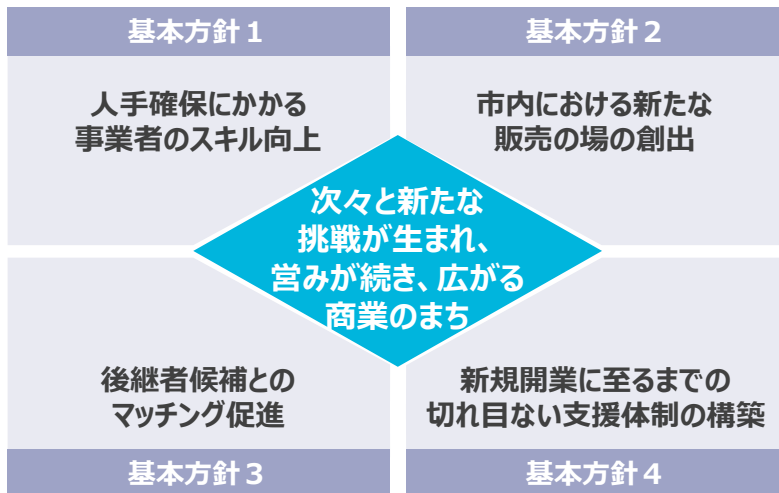 基本方針1
人手確保にかかる
事業者のスキル向上
基本方針2
市内における新たな
販売の場の創出
次々と新たな
挑戦が生まれ、
営みが続き、広がる
商業のまち
後継者候補との
マッチング促進
基本方針3
新規開業に至るまでの
切れ目ない支援体制の構築
基本方針4